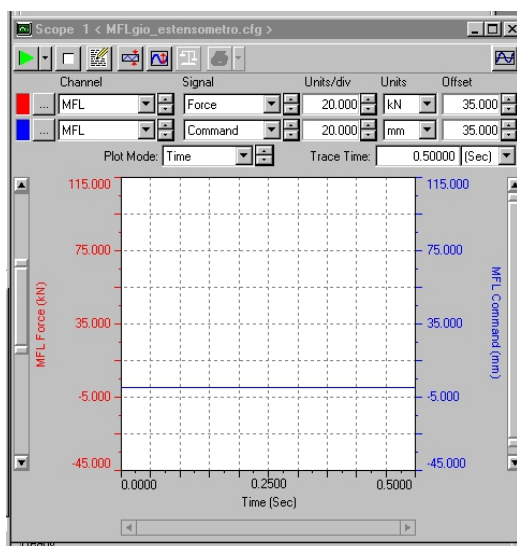 Scope 1 < MFLgio_estensometro.cfg >
Channel Signal Units/div Units Offset
... MFL Force 20.000 kN 35.000
... MFL Command 20.000 mm 35.000
Plot Mode: Time Trace Time: 0.50000 (Sec)
115.000 115.000
75.000 75.000
MFL Force (kN) 35.000 35.000 MFL Command (mm)
-5.000 -5.000
-45.000 -45.000
0.0000 0.2500 0.5000
Time (Sec)